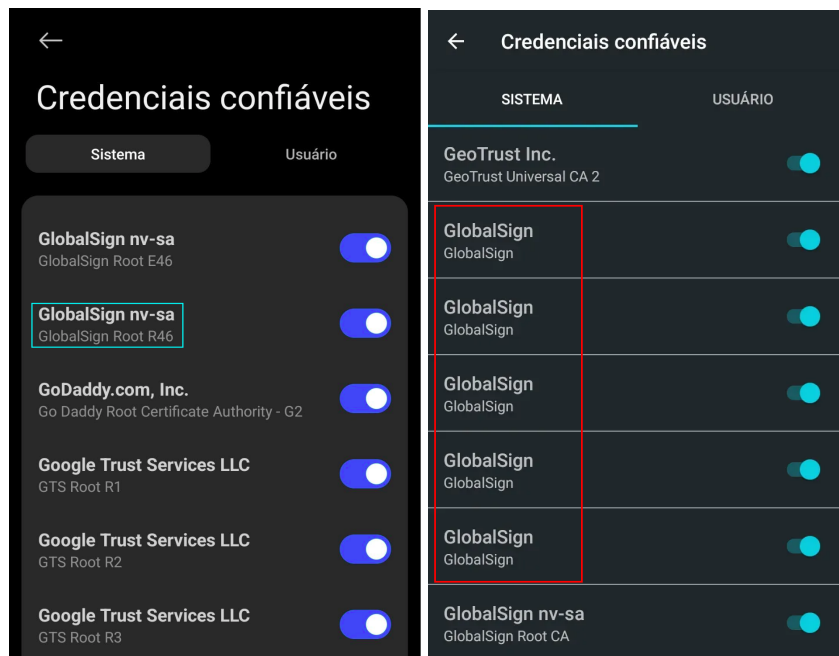 Credenciais confiáveis
Sistema
Usuário
GlobalSign nv-sa
GlobalSign Root E46
GlobalSign nv-sa
GlobalSign Root R46
GoDaddy.com, Inc.
Go Daddy Root Certificate Authority - G2
Google Trust Services LLC
GTS Root R1
Google Trust Services LLC
GTS Root R2
Google Trust Services LLC
GTS Root R3
Credenciais confiáveis
SISTEMA
USUÁRIO
GeoTrust Inc.
GeoTrust Universal CA 2
GlobalSign
GlobalSign
GlobalSign
GlobalSign
GlobalSign
GlobalSign
GlobalSign
GlobalSign
GlobalSign
GlobalSign
GlobalSign nv-sa
GlobalSign Root CA